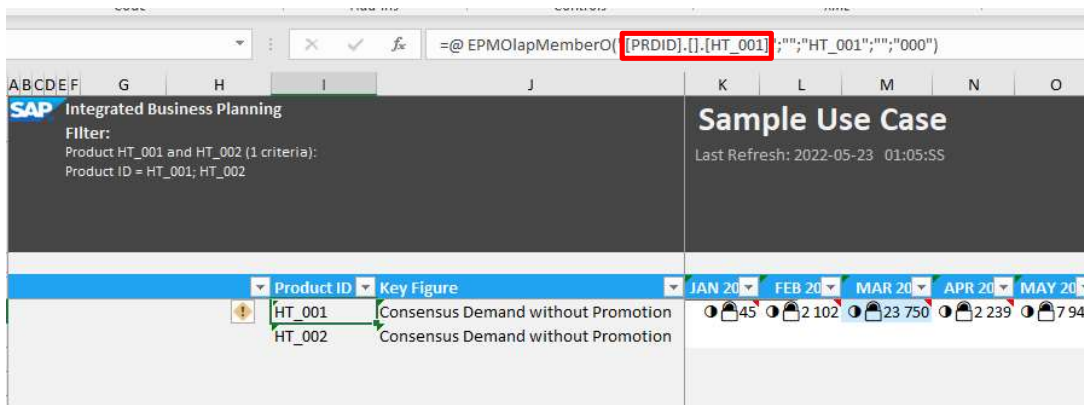 fx =@ EPMOlapMemberO("[PRDID].[].[HT_001]";"";"HT_001";"";"000")
A B C D E F G H I J K L M N O
SAP Integrated Business Planning
FIlter:
Product HT_001 and HT_002 (1 criteria):
Product ID = HT_001; HT_002
Sample Use Case
Last Refresh: 2022-05-23 01:05:SS
Product ID Key Figure JAN 20 FEB 20 MAR 20 APR 20 MAY 20
HT_001 Consensus Demand without Promotion 45 2 102 23 750 2 239 7 94
HT_002 Consensus Demand without Promotion